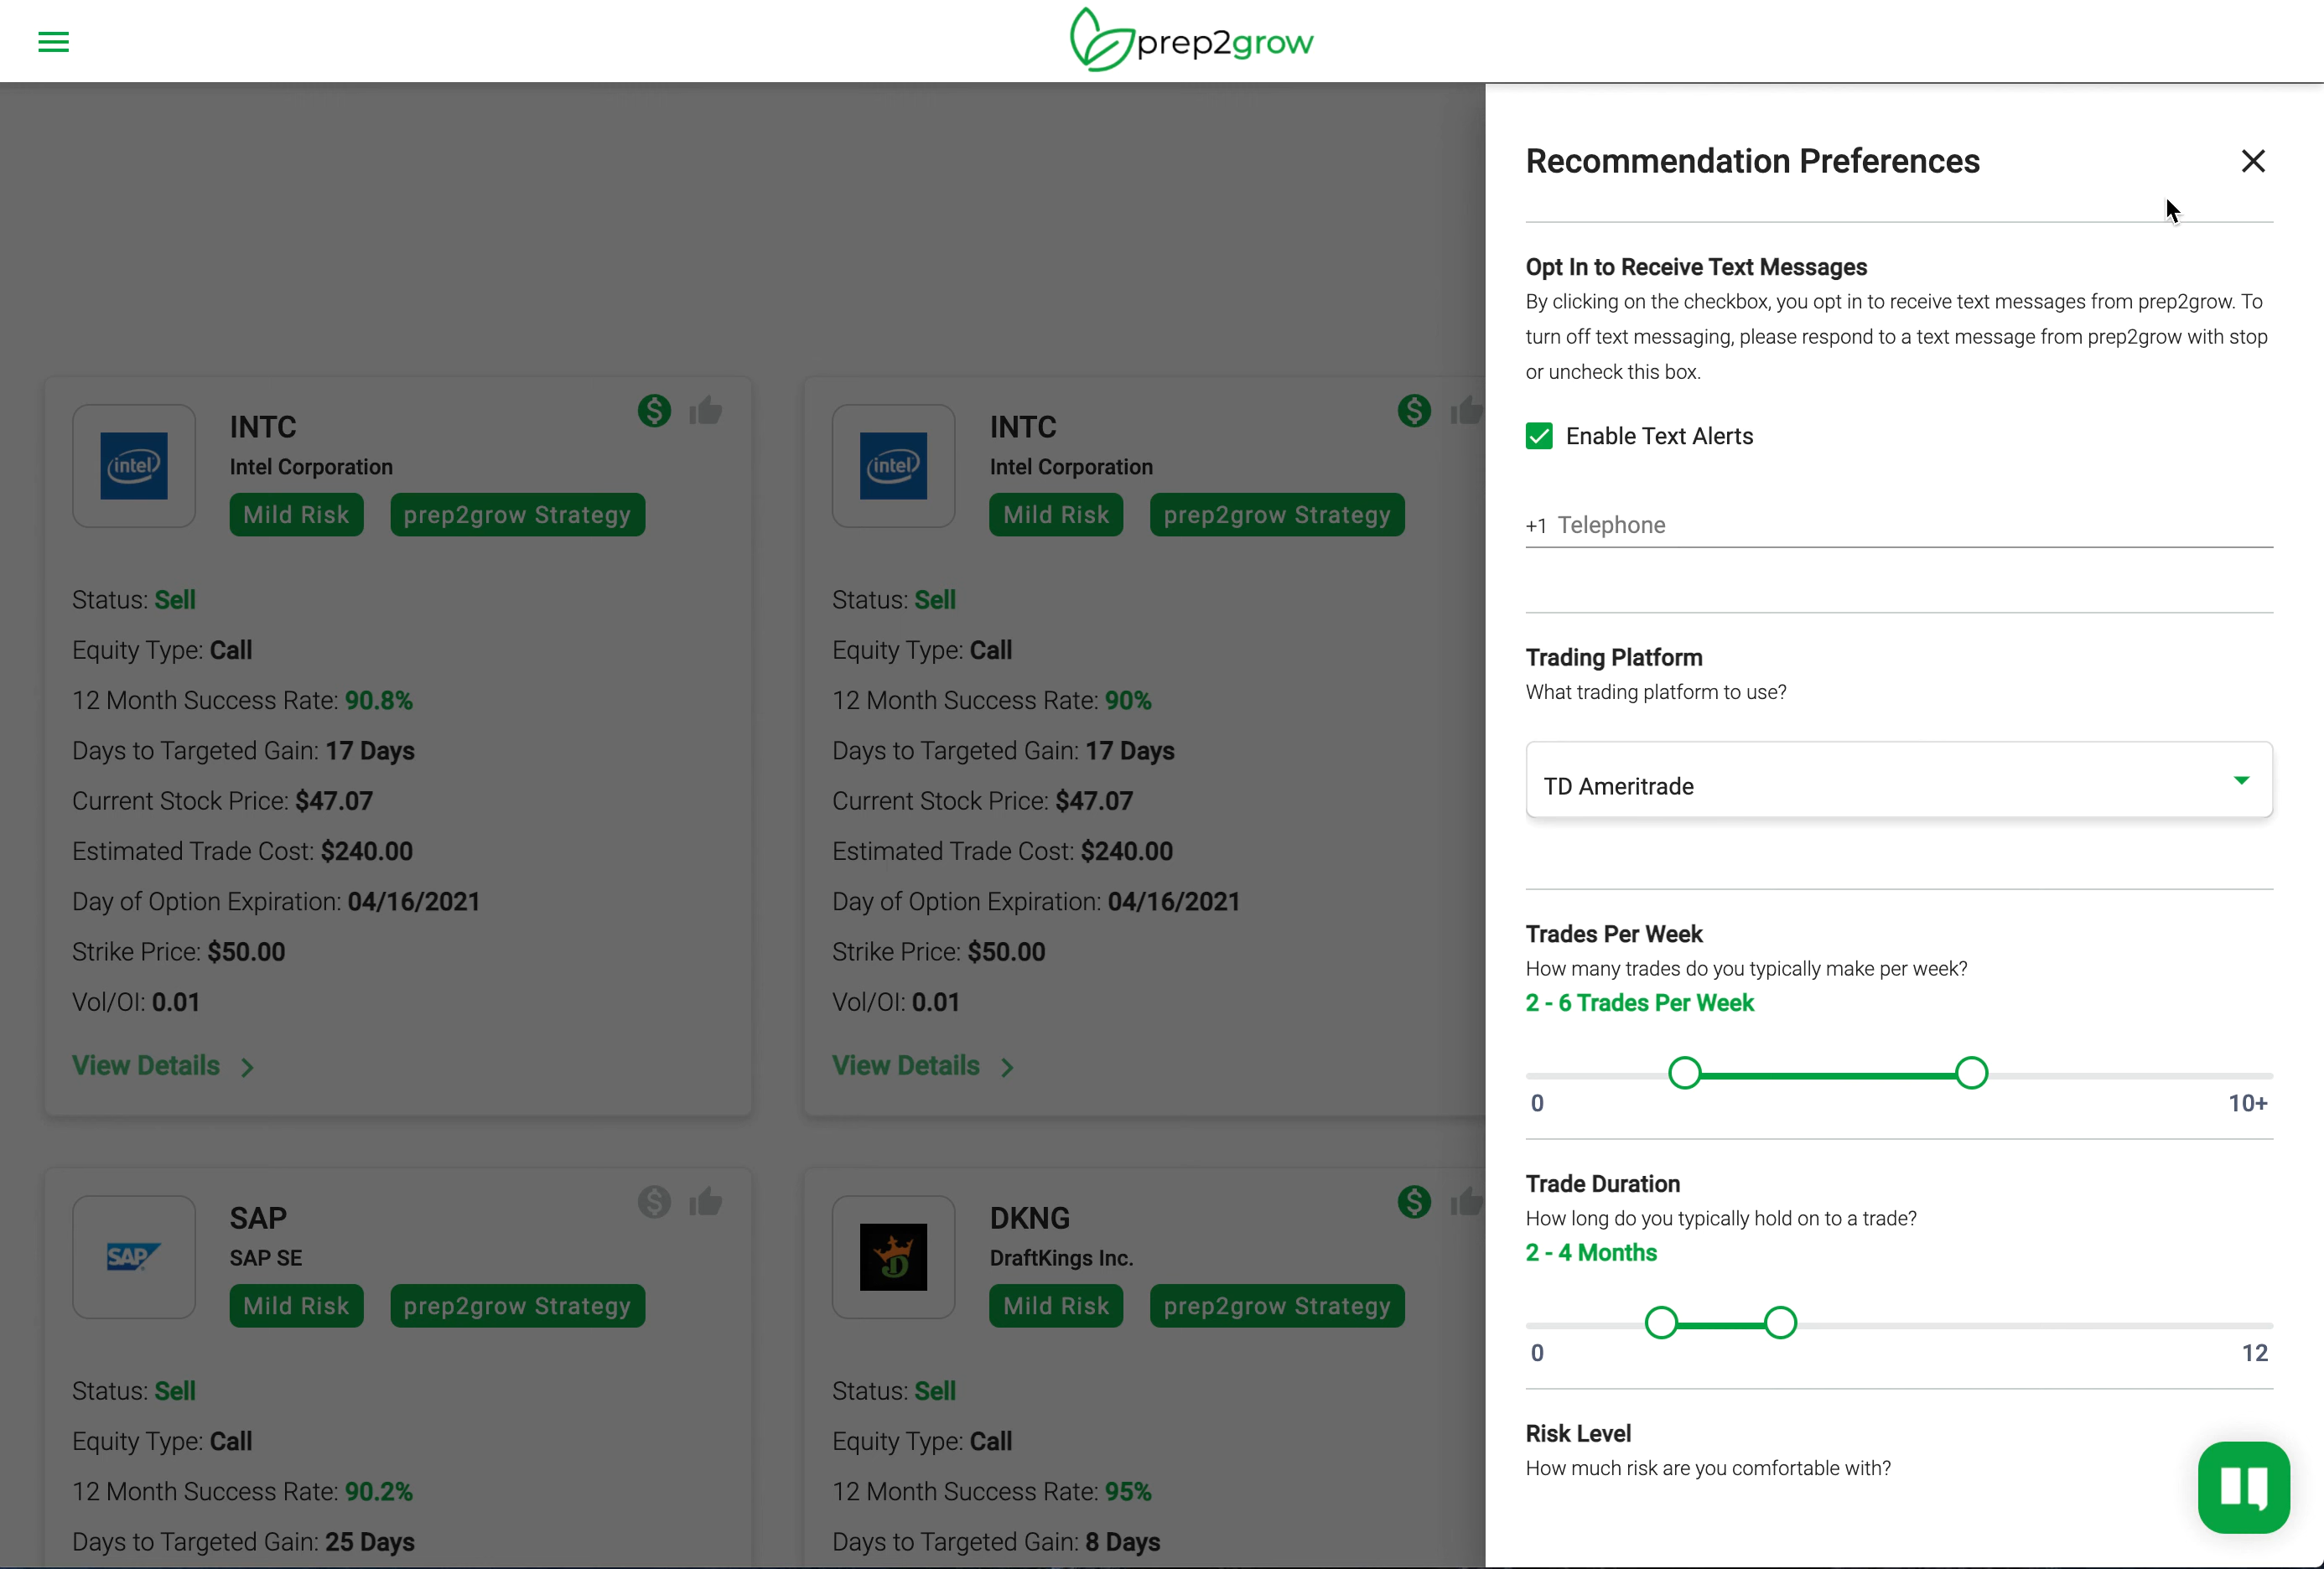 prep2grow
INTC
Intel Corporation
Mild Risk
prep2grow Strategy
intel
Status: Sell
Equity Type: Call
12 Month Success Rate: 90.8%
Days to Targeted Gain: 17 Days
Current Stock Price: $47.07
Estimated Trade Cost: $240.00
Day of Option Expiration: 04/16/2021
Strike Price: $50.00
Vol/OI: 0.01
View Details
INTC
Intel Corporation
Mild Risk
prep2grow Strategy
intel
Status: Sell
Equity Type: Call
12 Month Success Rate: 90%
Days to Targeted Gain: 17 Days
Current Stock Price: $47.07
Estimated Trade Cost: $240.00
Day of Option Expiration: 04/16/2021
Strike Price: $50.00
Vol/OI: 0.01
View Details
SAP
SAP SE
Mild Risk
prep2grow Strategy
SAP
Status: Sell
Equity Type: Call
12 Month Success Rate: 90.2%
Days to Targeted Gain: 25 Days
DKNG
DraftKings Inc.
Mild Risk
prep2grow Strategy
D
Status: Sell
Equity Type: Call
12 Month Success Rate: 95%
Days to Targeted Gain: 8 Days
Recommendation Preferences
Opt In to Receive Text Messages
By clicking on the checkbox, you opt in to receive text messages from prep2grow. To
turn off text messaging, please respond to a text message from prep2grow with stop
or uncheck this box.
Enable Text Alerts
+1 Telephone
Trading Platform
What trading platform to use?
TD Ameritrade
Trades Per Week
How many trades do you typically make per week?
2 - 6 Trades Per Week
0
10+
Trade Duration
How long do you typically hold on to a trade?
2 - 4 Months
0
12
Risk Level
How much risk are you comfortable with?